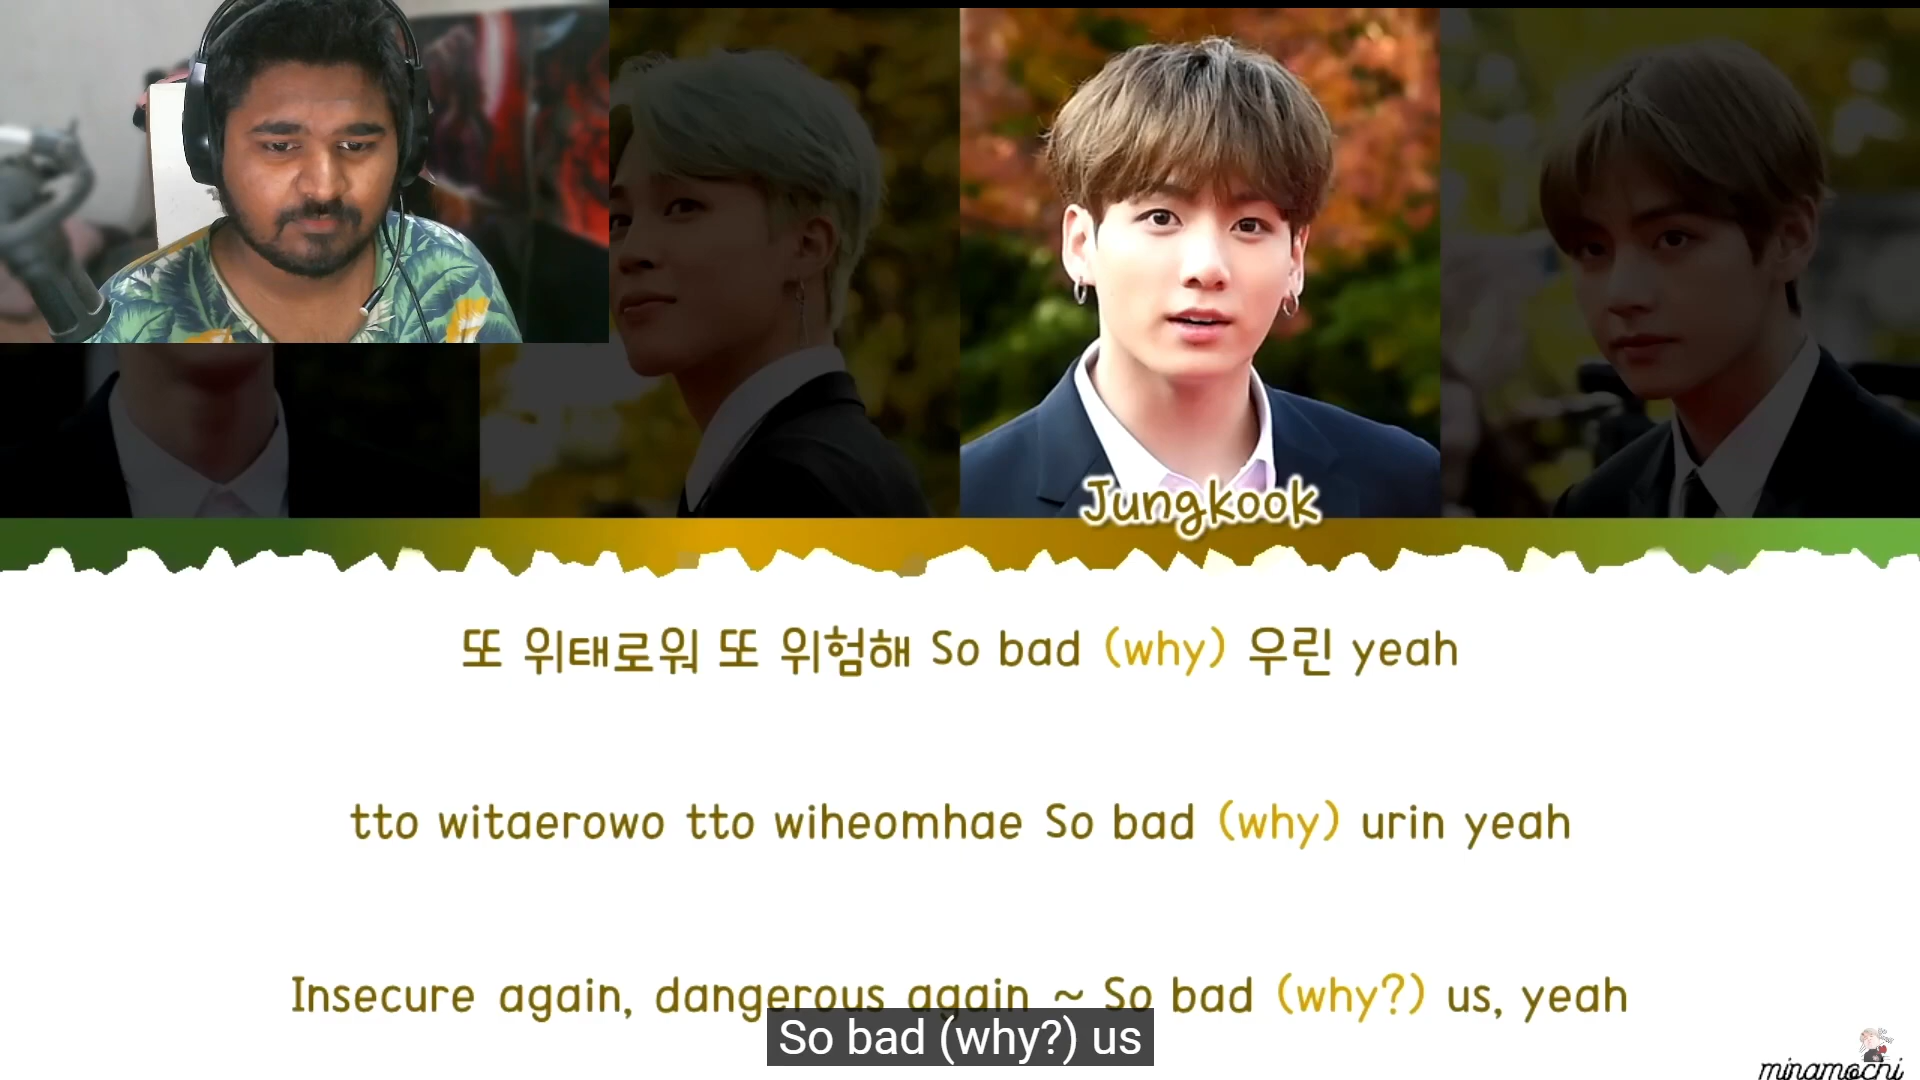 Jungkook
또 위태로워 또 위험해 So bad (why) 우린 yeah
tto witaerowo tto wiheomhae So bad (why) urin yeah
Insecure again, dangerous again ~ So bad (why?) us, yeah
So bad (why?) us
minamochi